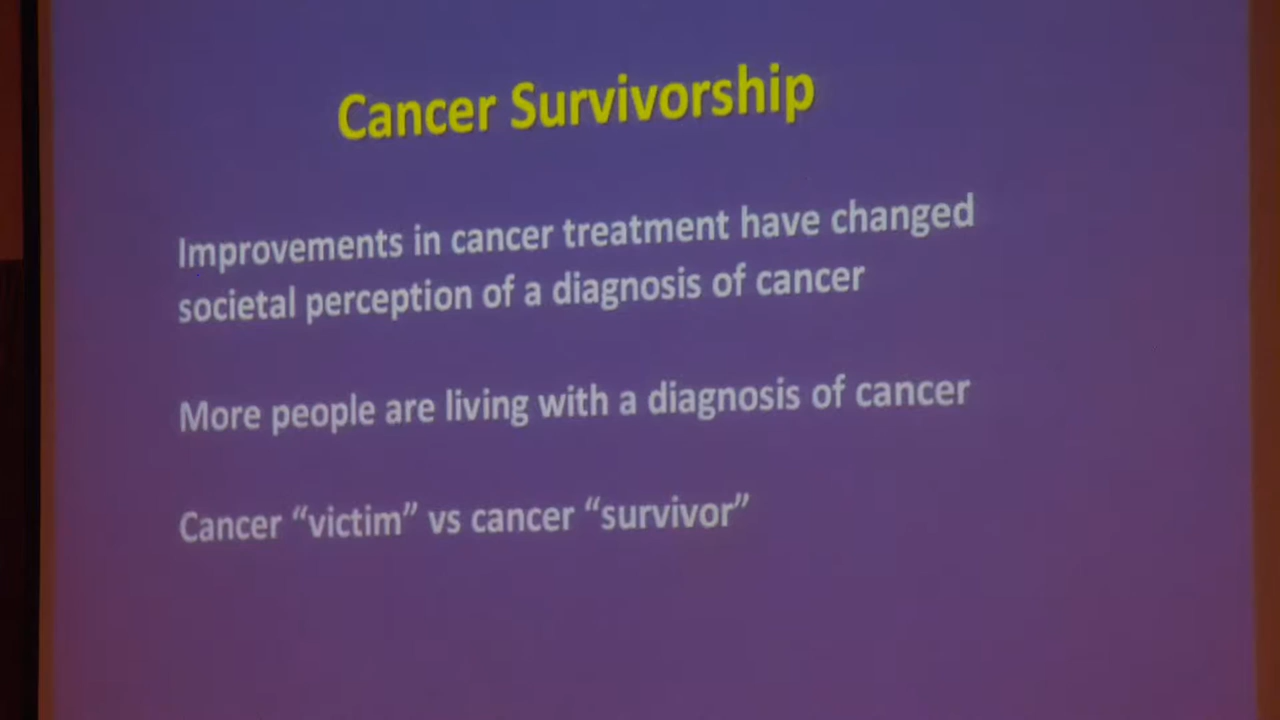 Cancer Survivorship
Improvements in cancer treatment have changed
societal perception of a diagnosis of cancer
More people are living with a diagnosis of cancer
Cancer “victim” vs cancer “survivor”